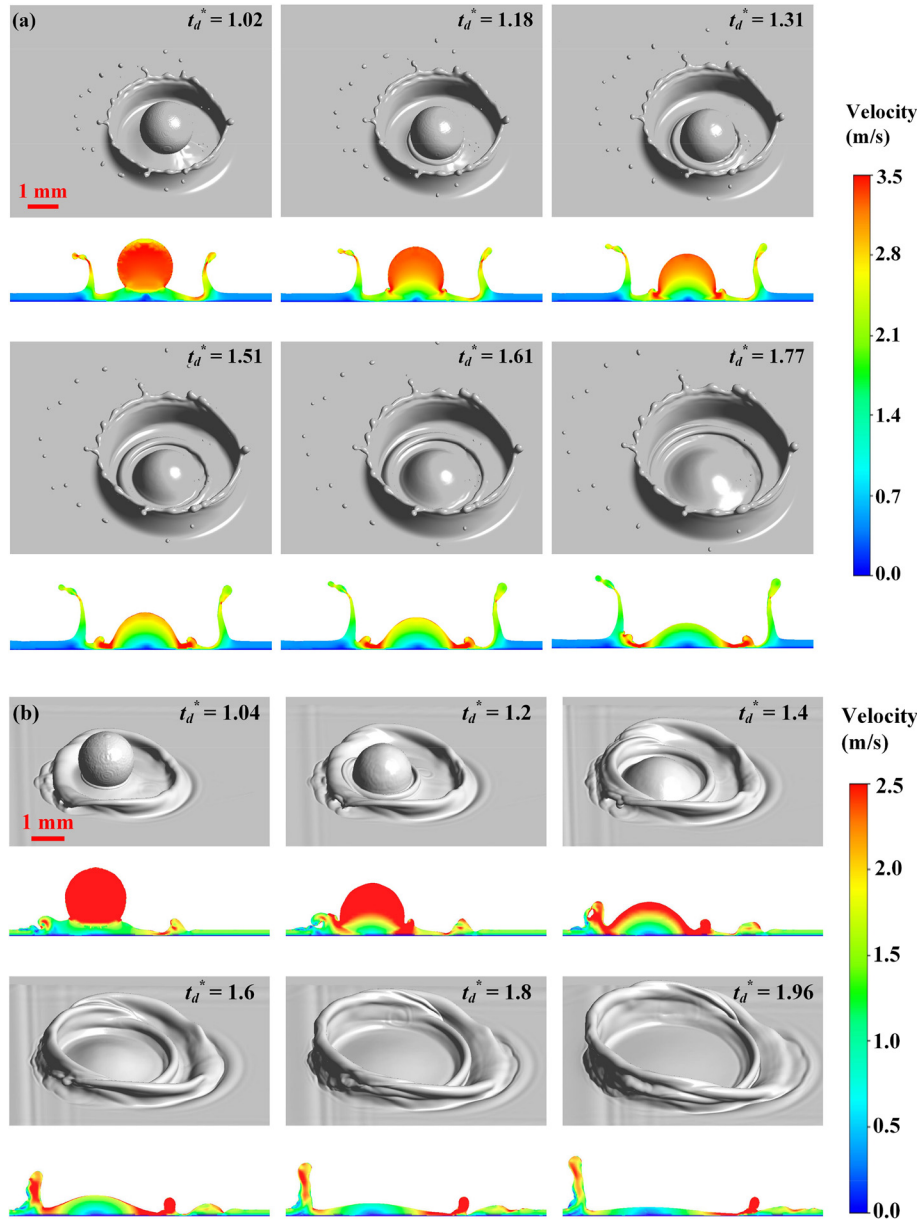 (a)
t_d* = 1.02
t_d* = 1.18
t_d* = 1.31
1 mm
Velocity
(m/s)
3.5
2.8
2.1
1.4
0.7
0.0
t_d* = 1.51
t_d* = 1.61
t_d* = 1.77
(b)
t_d* = 1.04
t_d* = 1.2
t_d* = 1.4
1 mm
Velocity
(m/s)
2.5
2.0
1.5
1.0
0.5
0.0
t_d* = 1.6
t_d* = 1.8
t_d* = 1.96